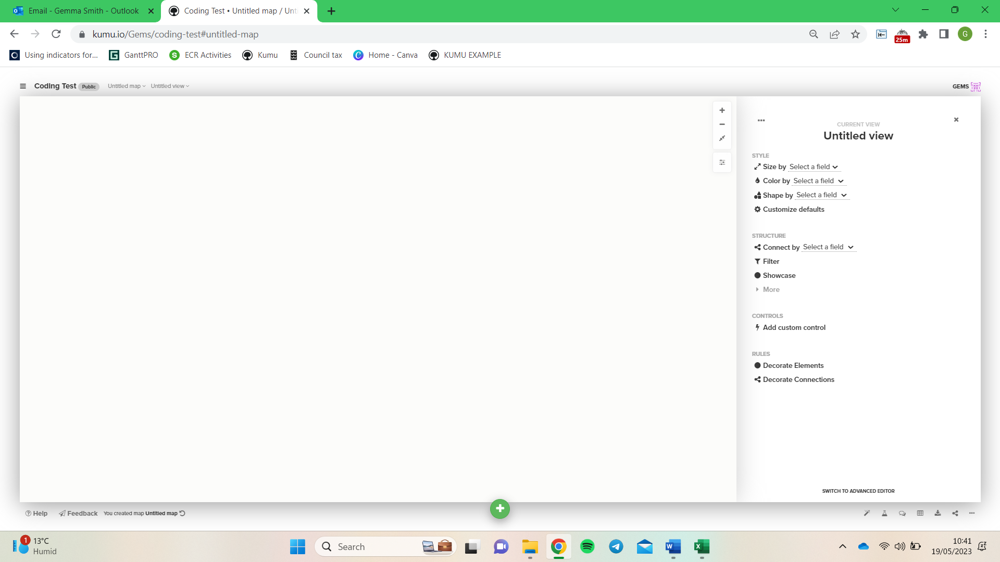 Email - Gemma Smith - Outlook
Coding Test • Untitled map / Unt
kumu.io/Gems/coding-test#untitled-map
25m
G
Using indicators for...
GanttPRO
S ECR Activities
Kumu
Council tax
Home - Canva
KUMU EXAMPLE
Coding Test Public Untitled map Untitled view
GEMS
CURRENT VIEW
Untitled view
STYLE
Size by Select a field
Color by Select a field
Shape by Select a field
Customize defaults
STRUCTURE
Connect by Select a field
Filter
Showcase
More
CONTROLS
Add custom control
RULES
Decorate Elements
Decorate Connections
SWITCH TO ADVANCED EDITOR
Help Feedback You created map Untitled map
1
13°C
Humid
Search
10:41
19/05/2023